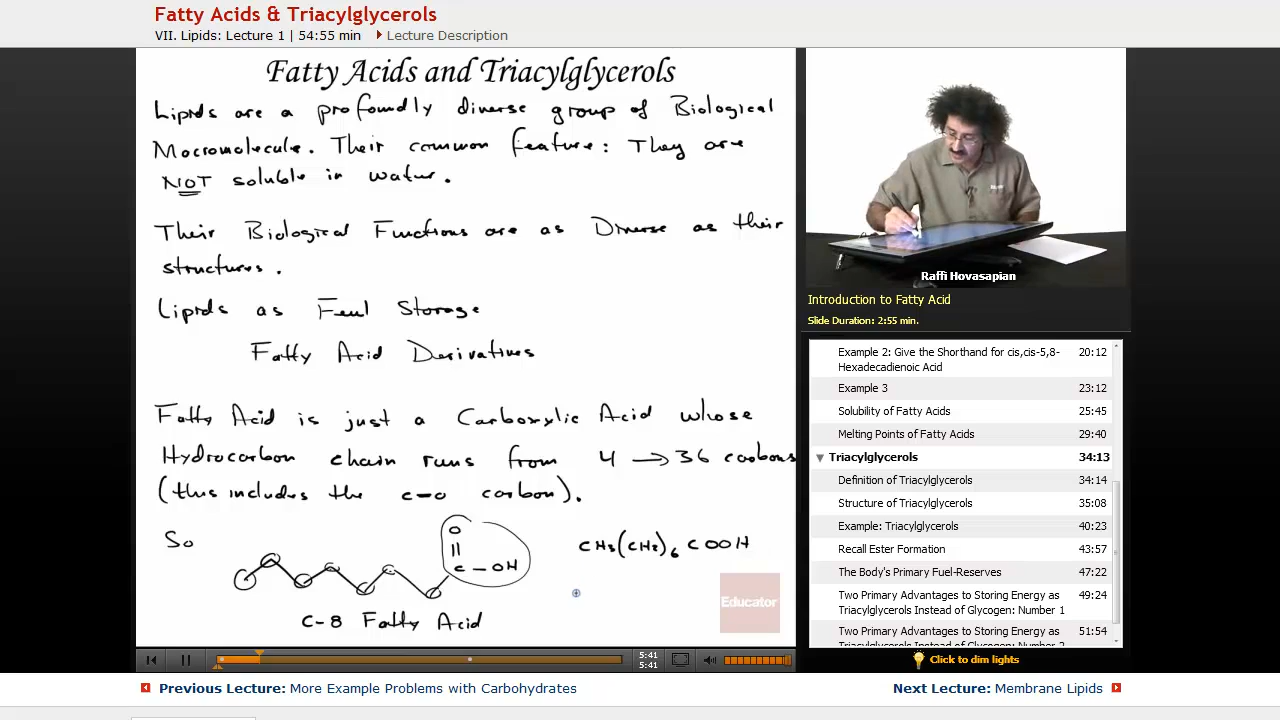 Fatty Acids & Triacylglycerols
VII. Lipids: Lecture 1 | 54:55 min
Lecture Description
Fatty Acids and Triacylglycerols
Lipids are a profoundly diverse group of Biological
Macromolecule. Their common feature: They are
NOT soluble in water.
Their Biological Functions are as Diverse as their
structures.
Lipids as Fuel Storage
Fatty Acid Derivatives
Fatty Acid is just a Carboxylic Acid whose
Hydrocarbon chain runs from 4 → 36 carbons
(this includes the c=o carbon).
So
O
||
C - OH
CH3(CH2)6 COOH
C-8 Fatty Acid
Educator
Raffi Hovasapian
Introduction to Fatty Acid
Slide Duration: 2:55 min.
Example 2: Give the Shorthand for cis,cis-5,8-
Hexadecadienoic Acid 20:12
Example 3 23:12
Solubility of Fatty Acids 25:45
Melting Points of Fatty Acids 29:40
Triacylglycerols 34:13
Definition of Triacylglycerols 34:14
Structure of Triacylglycerols 35:08
Example: Triacylglycerols 40:23
Recall Ester Formation 43:57
The Body's Primary Fuel-Reserves 47:22
Two Primary Advantages to Storing Energy as
Triacylglycerols Instead of Glycogen: Number 1 49:24
Two Primary Advantages to Storing Energy as
Triacylglycerols Instead of Glycogen: Number 2 51:54
5:41
5:41
Click to dim lights
Previous Lecture: More Example Problems with Carbohydrates
Next Lecture: Membrane Lipids